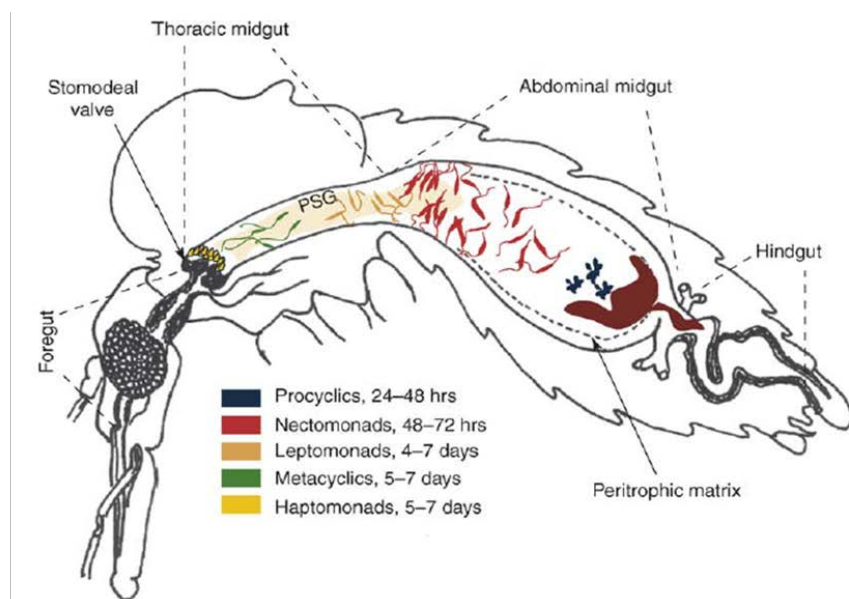 Thoracic midgut
Stomodeal
valve
Abdominal midgut
PSG
Hindgut
Foregut
Procyclics, 24–48 hrs
Nectomonads, 48–72 hrs
Leptomonads, 4–7 days
Metacyclics, 5–7 days
Haptomonads, 5–7 days
Peritrophic matrix